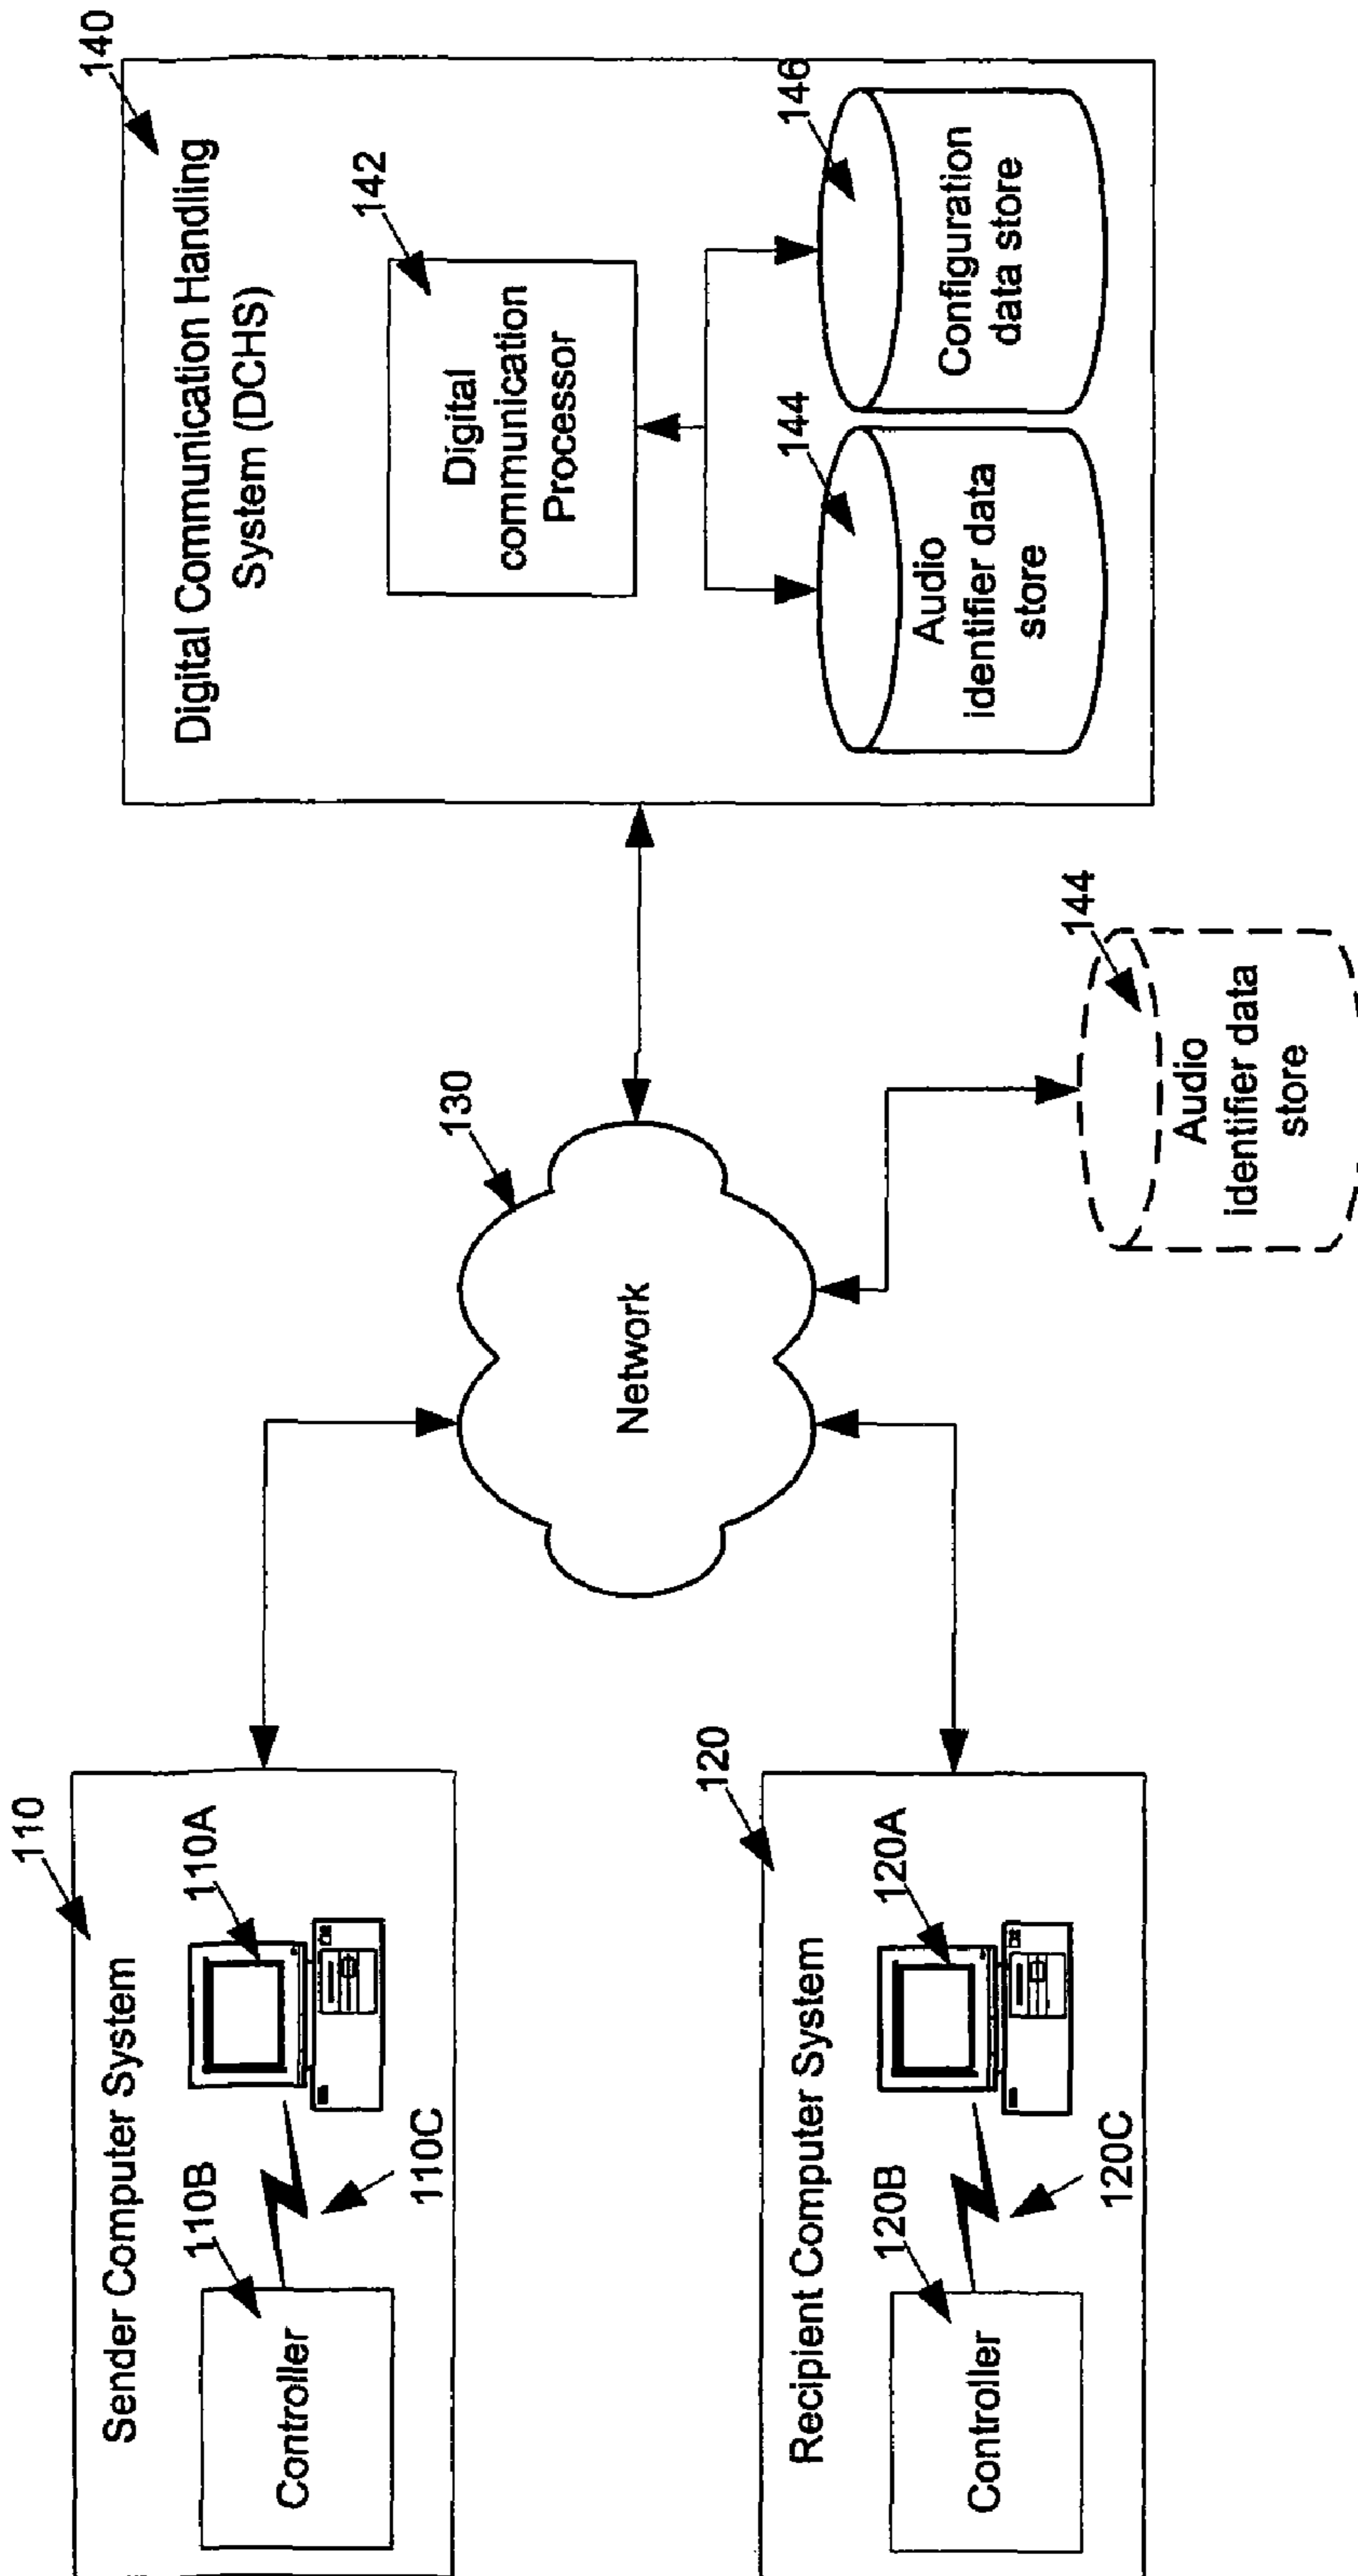 110
Sender Computer System
110A
110B
110C
Controller
120
Recipient Computer System
120A
120B
120C
Controller
130
Network
140
Digital Communication Handling
System (DCHS)
142
Digital
communication
Processor
144
Audio
identifier data
store
146
Configuration
data store
144
Audio
identifier data
store